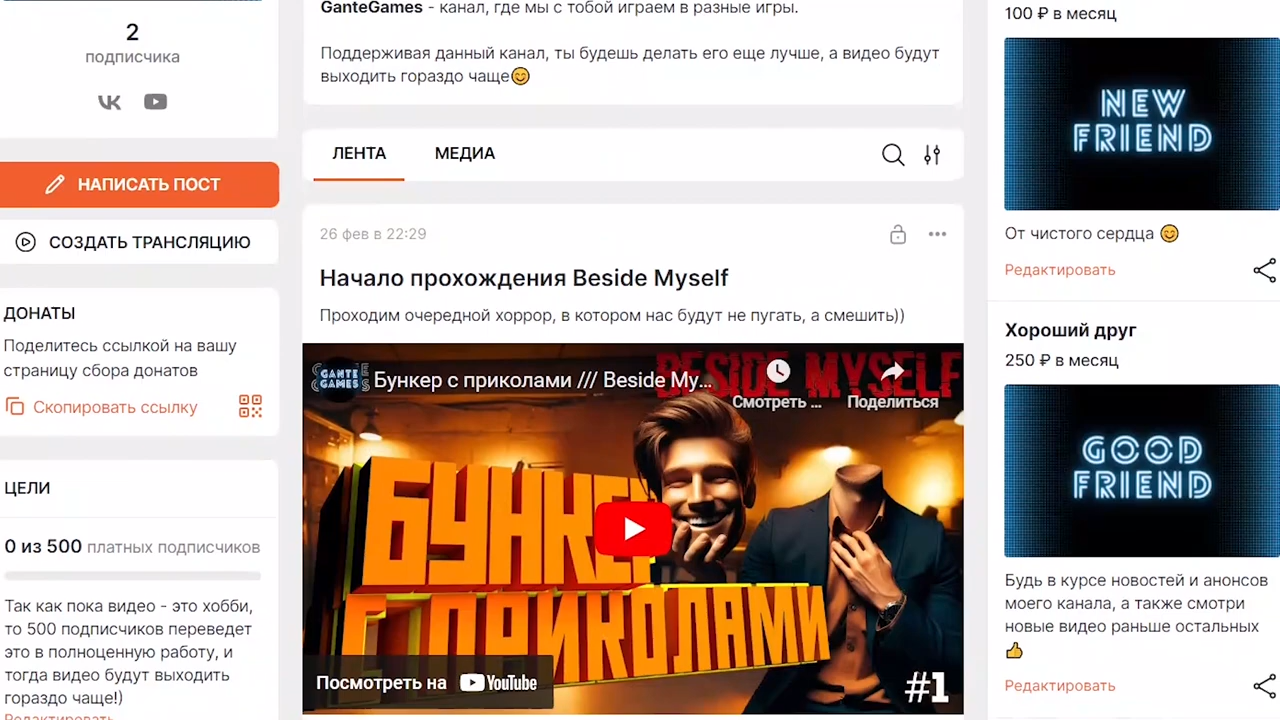 2
подписчика
НАПИСАТЬ ПОСТ
СОЗДАТЬ ТРАНСЛЯЦИЮ
ДОНАТЫ
Поделитесь ссылкой на вашу
страницу сбора донатов
Скопировать ссылку
ЦЕЛИ
0 из 500 платных подписчиков
Так как пока видео - это хобби,
то 500 подписчиков переведет
это в полноценную работу, и
тогда видео будут выходить
гораздо чаще!)
Редактировать
GanteGames - канал, где мы с тобой играем в разные игры.
Поддерживая данный канал, ты будешь делать его еще лучше, а видео будут
выходить гораздо чаще😊
ЛЕНТА
МЕДИА
26 фев в 22:29
Начало прохождения Beside Myself
Проходим очередной хоррор, в котором нас будут не пугать, а смешить))
GANTE
GAMES
Бункер с приколами /// Beside My...
BESIDE MYSELF
Смотреть ...
Поделиться
БУНКЕР
С ПРИКОЛАМИ
Посмотреть на YouTube
#1
100 ₽ в месяц
NEW
FRIEND
От чистого сердца 😊
Редактировать
Хороший друг
250 ₽ в месяц
GOOD
FRIEND
Будь в курсе новостей и анонсов
моего канала, а также смотри
новые видео раньше остальных
👍
Редактировать